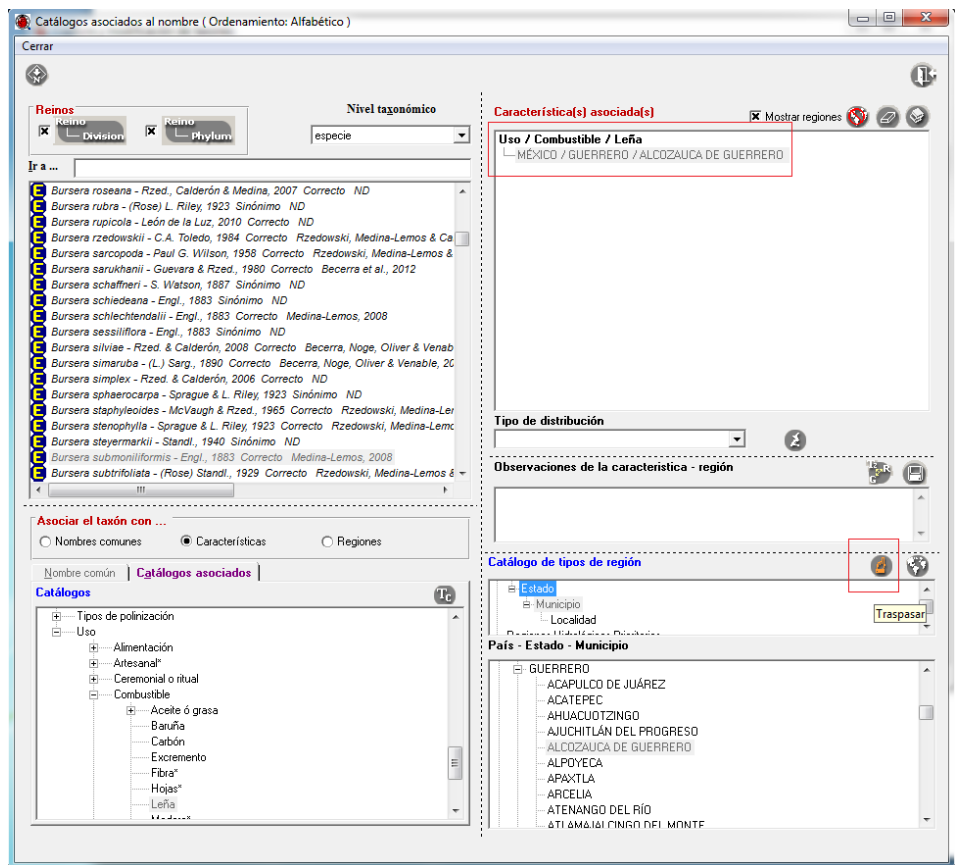 Catálogos asociados al nombre ( Ordenamiento: Alfabético )
Cerrar
Reinos
Reino
Division
Reino
Phylum
Nivel taxonómico
especie
Ir a ...
Bursera roseana - Rzed., Calderón & Medina, 2007 Correcto ND
Bursera rubra - (Rose) L. Riley, 1923 Sinónimo ND
Bursera rupicola - León de la Luz, 2010 Correcto ND
Bursera rzedowskii - C.A. Toledo, 1984 Correcto Rzedowski, Medina-Lemos & Ca
Bursera sarcopoda - Paul G. Wilson, 1958 Correcto Rzedowski, Medina-Lemos &
Bursera sarukhanii - Guevara & Rzed., 1980 Correcto Becerra et al., 2012
Bursera schaffneri - S. Watson, 1887 Sinónimo ND
Bursera schiedeana - Engl., 1883 Sinónimo ND
Bursera schlechtendalii - Engl., 1883 Correcto Medina-Lemos, 2008
Bursera sessiliflora - Engl., 1883 Sinónimo ND
Bursera silviae - Rzed. & Calderón, 2008 Correcto Becerra, Noge, Oliver & Venab
Bursera simaruba - (L.) Sarg., 1890 Correcto Becerra, Noge, Oliver & Venable, 20
Bursera simplex - Rzed. & Calderón, 2006 Correcto ND
Bursera sphaerocarpa - Sprague & L. Riley, 1923 Sinónimo ND
Bursera staphyleoides - McVaugh & Rzed., 1965 Correcto Rzedowski, Medina-Ler
Bursera stenophylla - Sprague & L. Riley, 1923 Correcto Rzedowski, Medina-Lemc
Bursera steyermarkii - Standl., 1940 Sinónimo ND
Bursera submoniliformis - Engl., 1883 Correcto Medina-Lemos, 2008
Bursera subtrifoliata - (Rose) Standl., 1929 Correcto Rzedowski, Medina-Lemos &
Asociar el taxón con ...
Nombres comunes
Características
Regiones
Nombre común
Catálogos asociados
Catálogos
Tc
Tipos de polinización
Uso
Alimentación
Artesanal*
Ceremonial o ritual
Combustible
Aceite ó grasa
Baruña
Carbón
Excremento
Fibra*
Hojas*
Leña
Madera*
Característica(s) asociada(s)
Mostrar regiones
Uso / Combustible / Leña
MÉXICO / GUERRERO / ALCOZAUCA DE GUERRERO
Tipo de distribución
Observaciones de la característica - región
Catálogo de tipos de región
Estado
Municipio
Localidad
Regiones Hidrológicas Prioritarias
Traspasar
País - Estado - Municipio
GUERRERO
ACAPULCO DE JUÁREZ
ACATEPEC
AHUACUOTZINGO
AJUCHITLÁN DEL PROGRESO
ALCOZAUCA DE GUERRERO
ALPOYECA
APAXTLA
ARCELIA
ATENANGO DEL RÍO
ATLAMAJALCINGO DEL MONTE